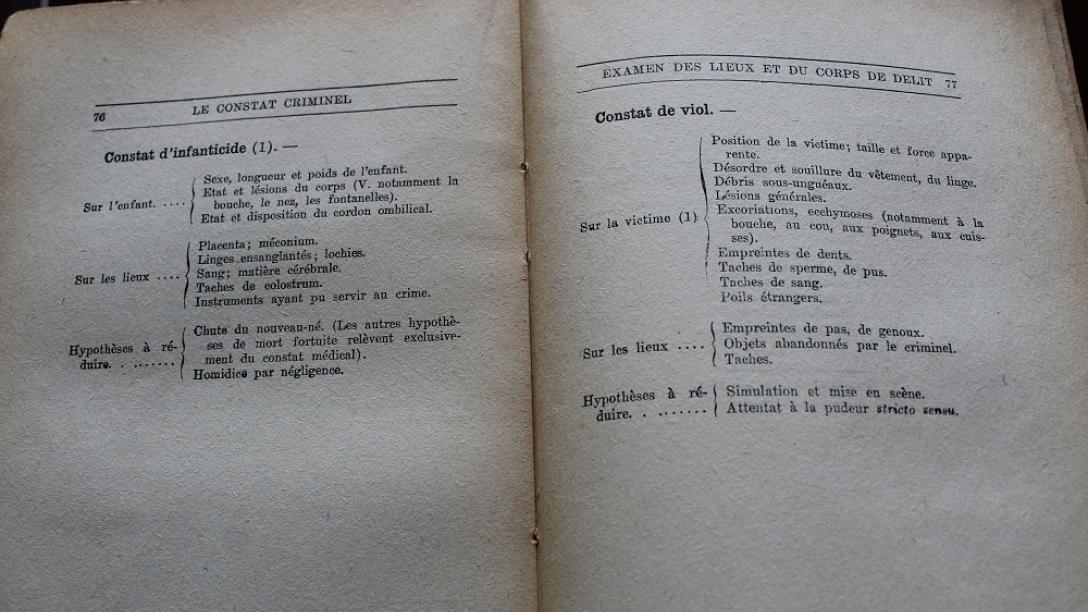 76 LE CONSTAT CRIMINEL
Constat d'infanticide (1). —
Sur l'enfant. ....
Sexe, longueur et poids de l'enfant.
Etat et lésions du corps (V. notamment la
bouche, le nez, les fontanelles).
Etat et disposition du cordon ombilical.
Sur les lieux ....
Placenta; méconium.
Linges ensanglantés; lochies.
Sang; matière cérébrale.
Taches de colostrum.
Instruments ayant pu servir au crime.
Hypothèses à ré-
duire. . .......
Chute du nouveau-né. (Les autres hypothè-
ses de mort fortuite relèvent exclusive-
ment du constat médical).
Homidice par négligence.
EXAMEN DES LIEUX ET DU CORPS DE DELIT 77
Constat de viol. —
Sur la victime (1)
Position de la victime; taille et force appa-
rente.
Désordre et souillure du vêtement, du linge.
Débris sous-unguéaux.
Lésions générales.
Excoriations, ecchymoses (notamment à la
bouche, au cou, aux poignets, aux cuis-
ses).
Empreintes de dents.
Taches de sperme, de pus.
Taches de sang.
Poils étrangers.
Sur les lieux ....
Empreintes de pas, de genoux.
Objets abandonnés par le criminel.
Taches.
Hypothèses à ré-
duire. . .......
Simulation et mise en scène.
Attentat à la pudeur stricto sensu.